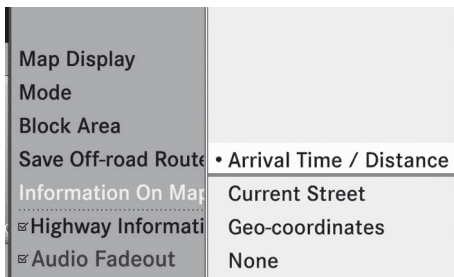 Map Display
Mode
Block Area
Save Off-road Route
• Arrival Time / Distance
Information On Map
Current Street
Highway Informati
Geo-coordinates
Audio Fadeout
None